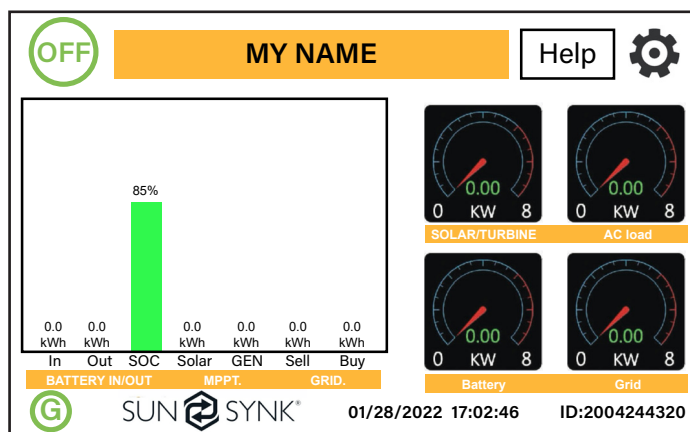 OFF
MY NAME
Help
85%
0.0 0.0 0.0 0.0 0.0 0.0
kWh kWh kWh kWh kWh kWh
In Out SOC Solar GEN Sell Buy
BATTERY IN/OUT MPPT. GRID.
0.00
0 KW 8
SOLAR/TURBINE
0.00
0 KW 8
AC load
0.00
0 KW 8
Battery
0.00
0 KW 8
Grid
G
SUN SYNK®
01/28/2022 17:02:46
ID:2004244320